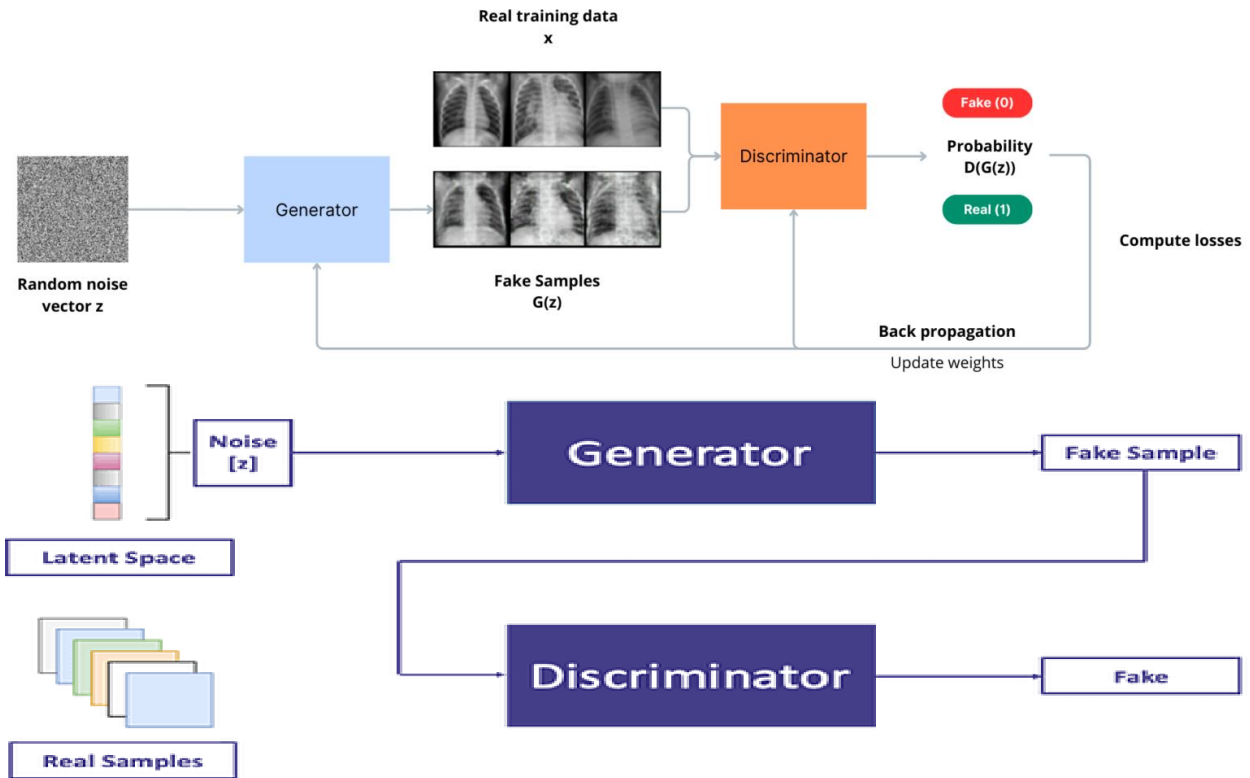 Real training data
x
Fake (0)
Probability
D(G(z))
Real (1)
Discriminator
Generator
Random noise
vector z
Fake Samples
G(z)
Compute losses
Back propagation
Update weights
Noise
[z]
Generator
Fake Sample
Latent Space
Discriminator
Fake
Real Samples